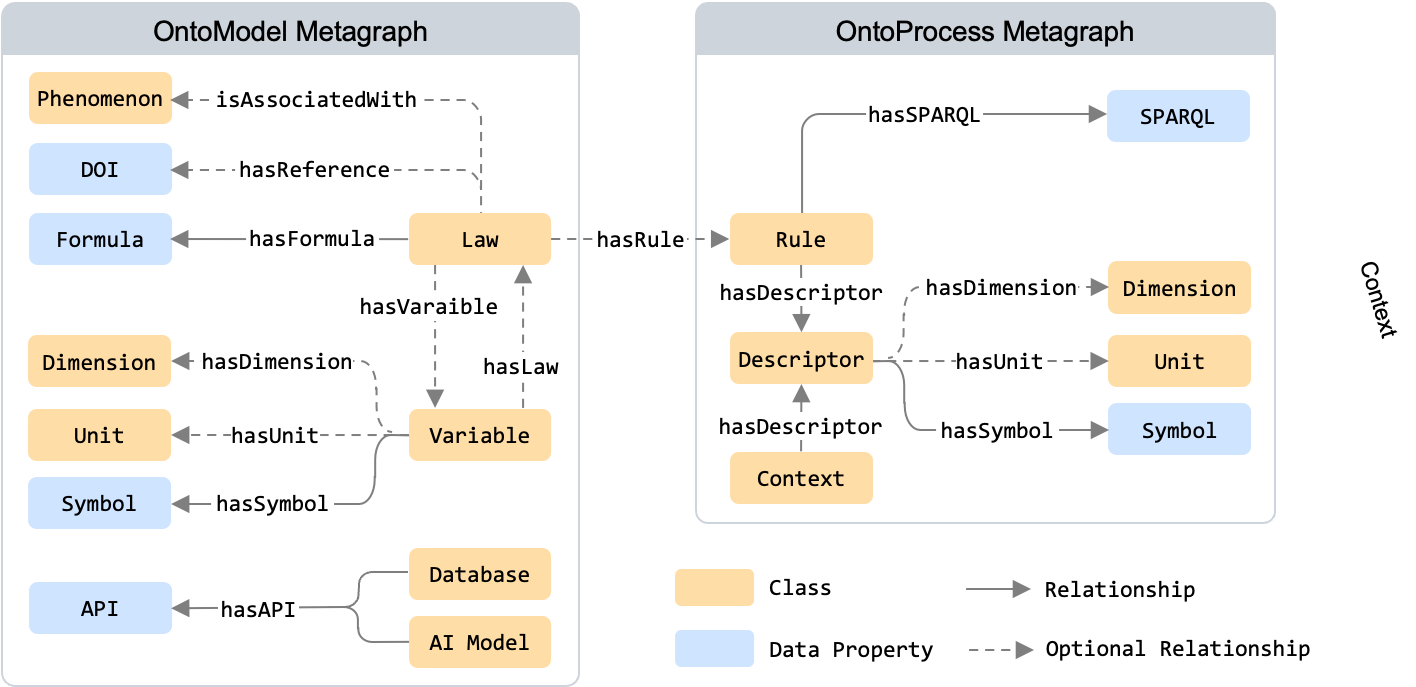 OntoModel Metagraph
Phenomenon
isAssociatedWith
DOI
hasReference
Formula
hasFormula
Law
hasRule
hasVaraible
hasLaw
Dimension
hasDimension
Unit
hasUnit
Variable
Symbol
hasSymbol
API
hasAPI
Database
AI Model
OntoProcess Metagraph
hasSPARQL
SPARQL
Rule
hasDescriptor
Descriptor
hasDimension
Dimension
hasUnit
Unit
hasSymbol
Symbol
hasDescriptor
Context
Context
Class
Relationship
Data Property
Optional Relationship